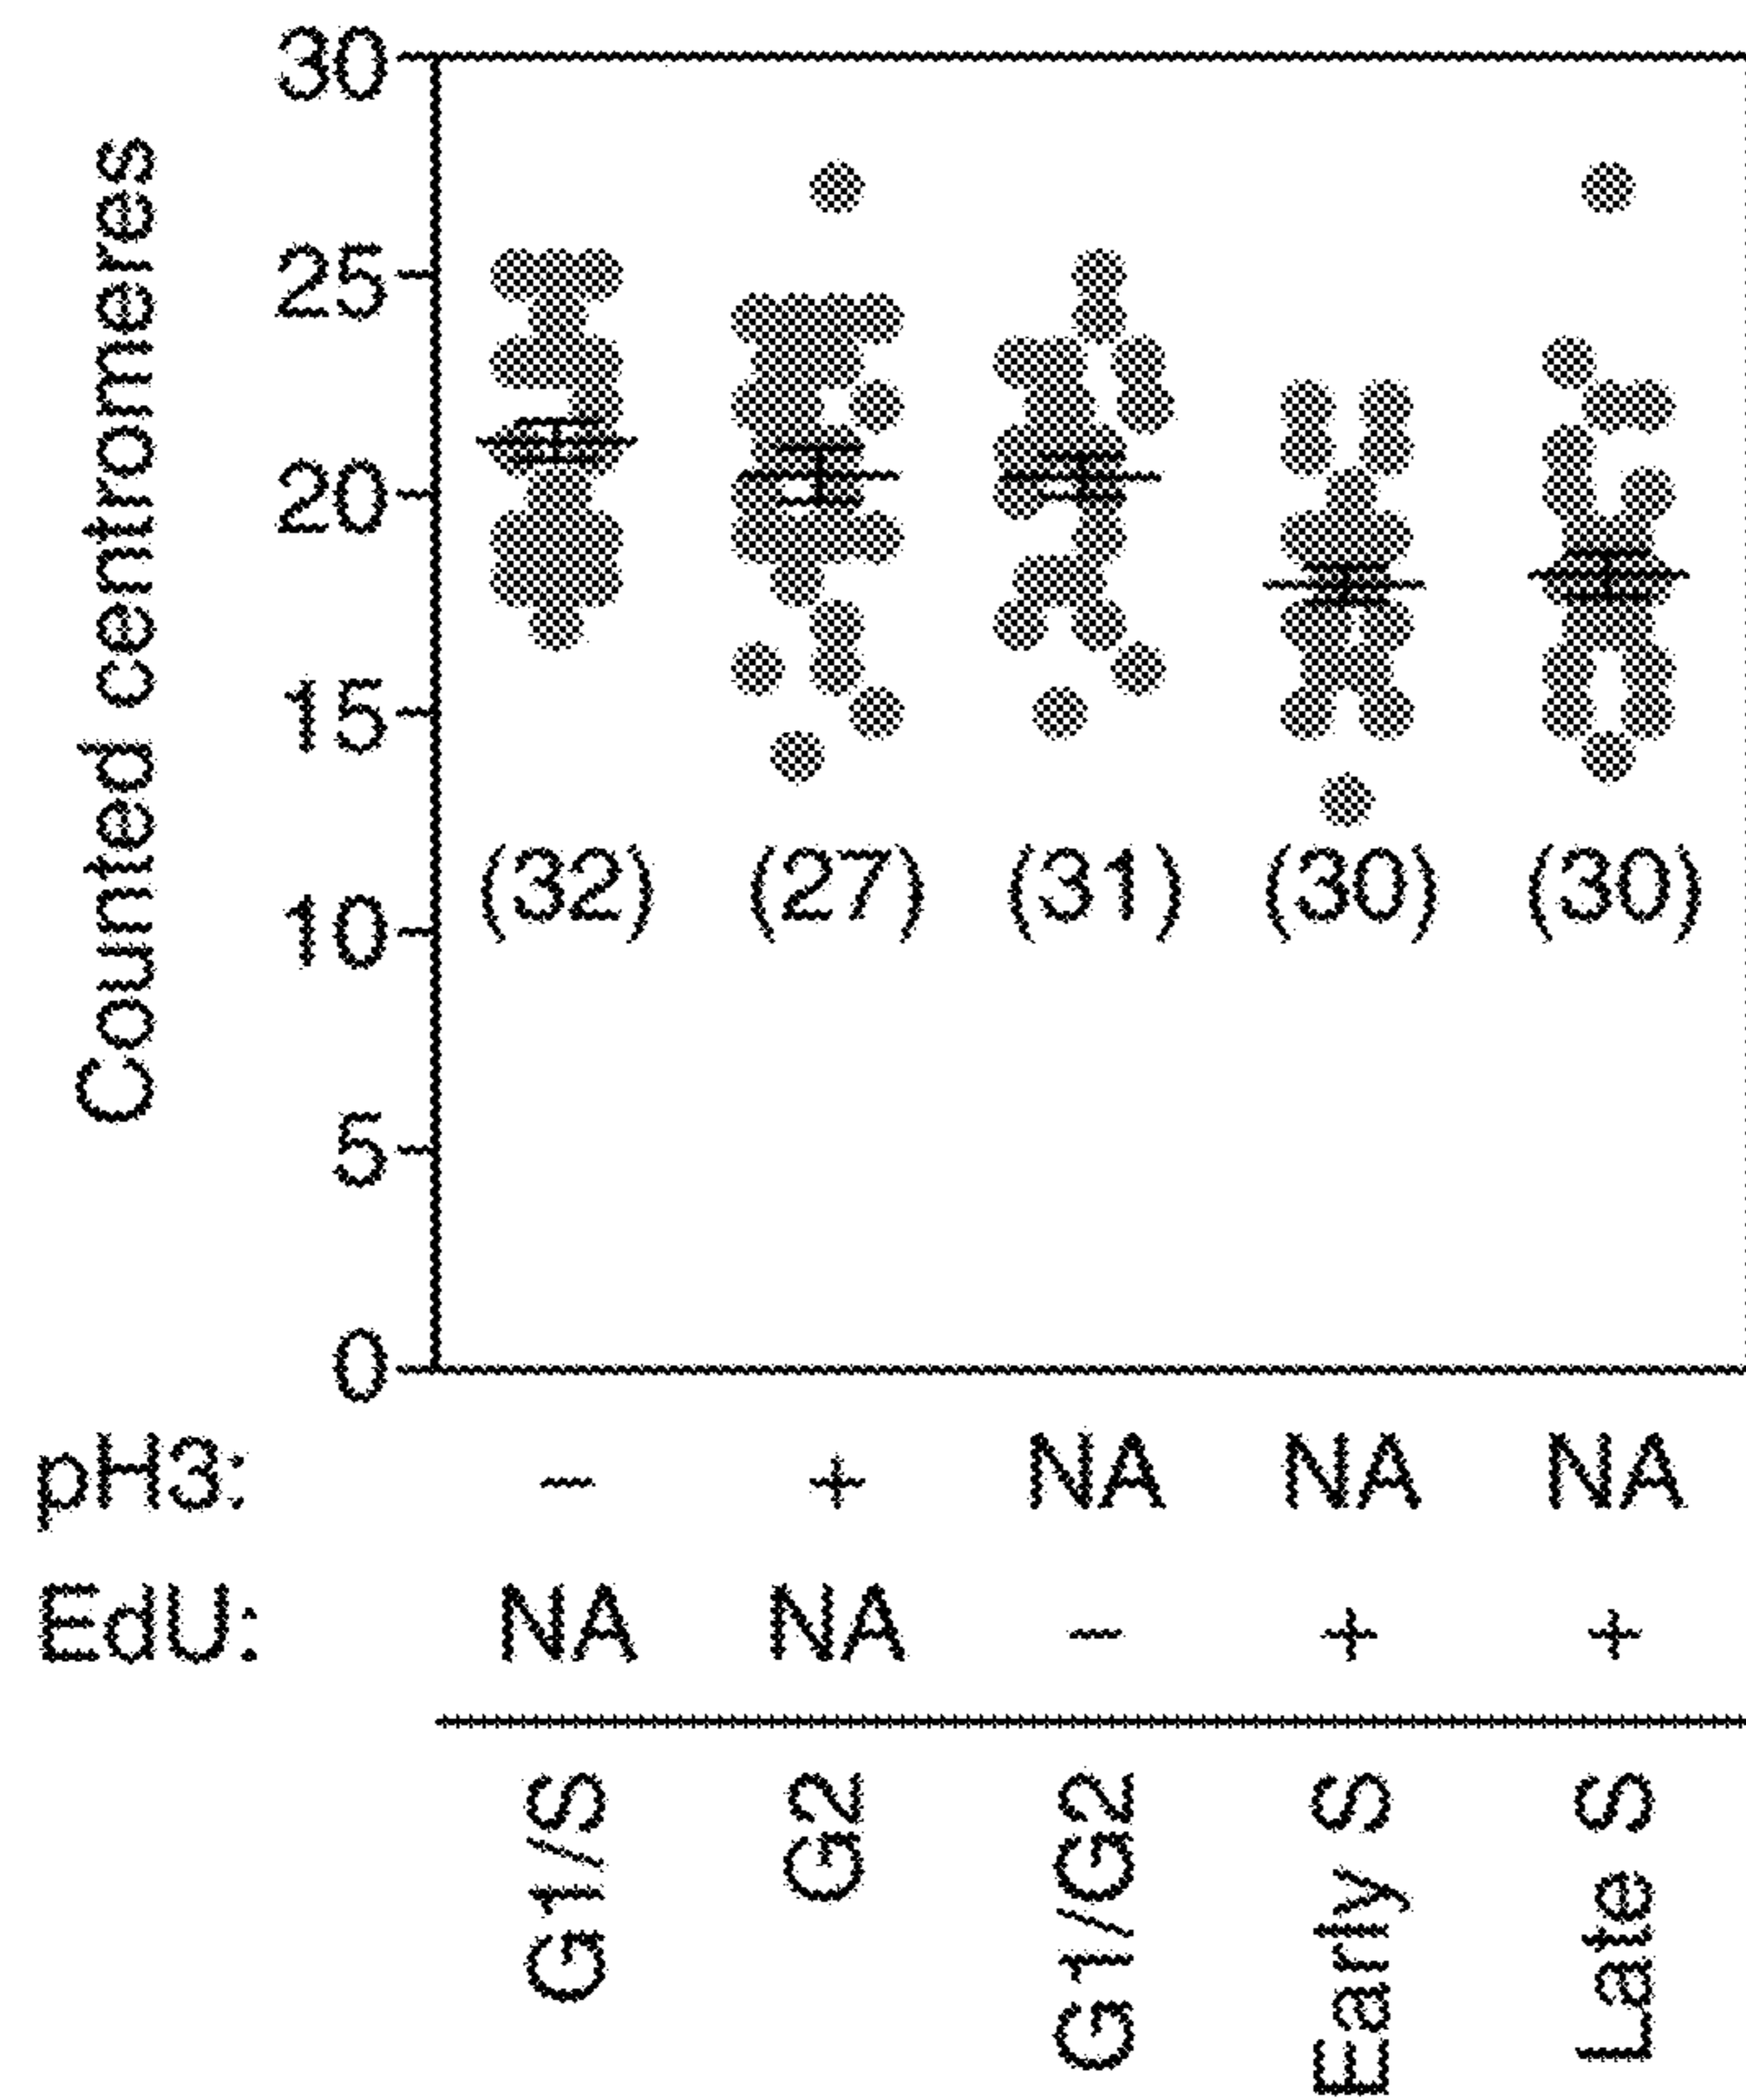 Counted centromeres
30
25
20
15
10
5
0
(32) (27) (31) (30) (30)
pH3: - + NA NA NA
EdU: NA NA - + +
G1/S G2 G1/G2 Early S Late S